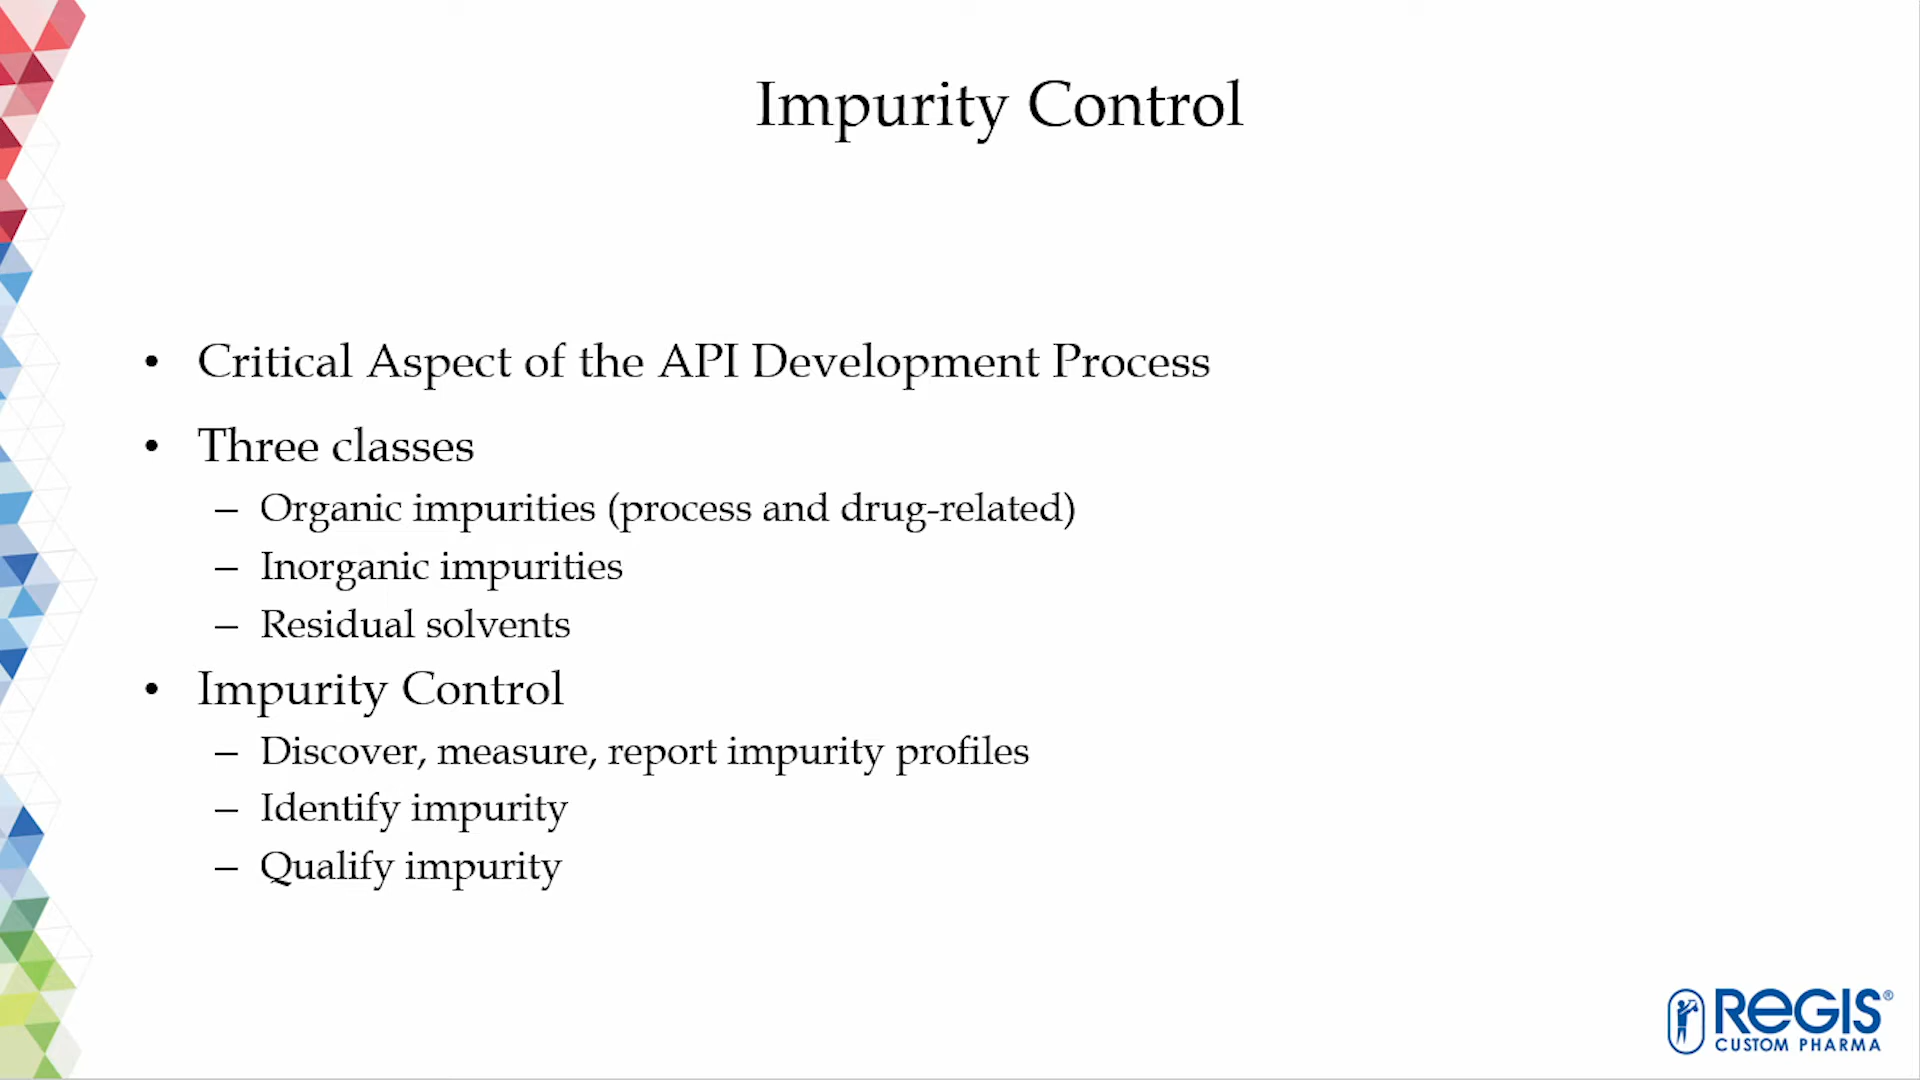 Impurity Control
• Critical Aspect of the API Development Process
• Three classes
– Organic impurities (process and drug-related)
– Inorganic impurities
– Residual solvents
• Impurity Control
– Discover, measure, report impurity profiles
– Identify impurity
– Qualify impurity
REGIS®
CUSTOM PHARMA